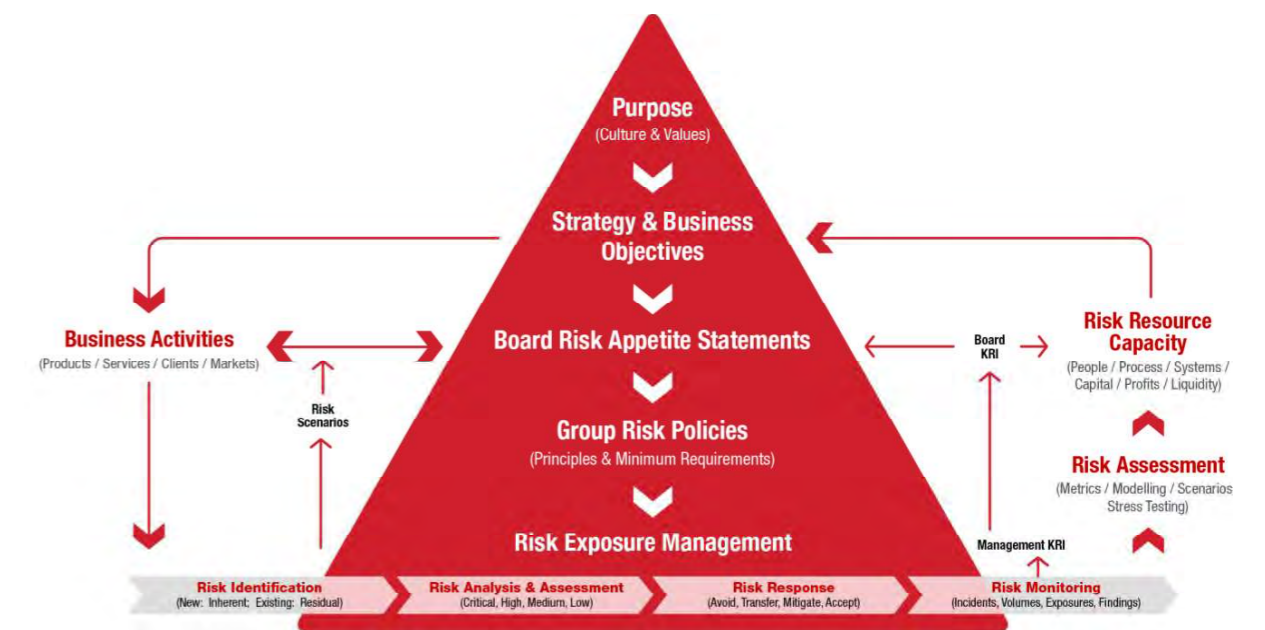 Purpose
(Culture & Values)
Strategy & Business
Objectives
Business Activities
(Products / Services / Clients / Markets)
Risk
Scenarios
Board Risk Appetite Statements
Board
KRI
Risk Resource
Capacity
(People / Process / Systems /
Capital / Profits / Liquidity)
Group Risk Policies
(Principles & Minimum Requirements)
Risk Assessment
(Metrics / Modelling / Scenarios
Stress Testing)
Risk Exposure Management
Management KRI
Risk Identification
(New: Inherent; Existing: Residual)
Risk Analysis & Assessment
(Critical, High, Medium, Low)
Risk Response
(Avoid, Transfer, Mitigate, Accept)
Risk Monitoring
(Incidents, Volumes, Exposures, Findings)